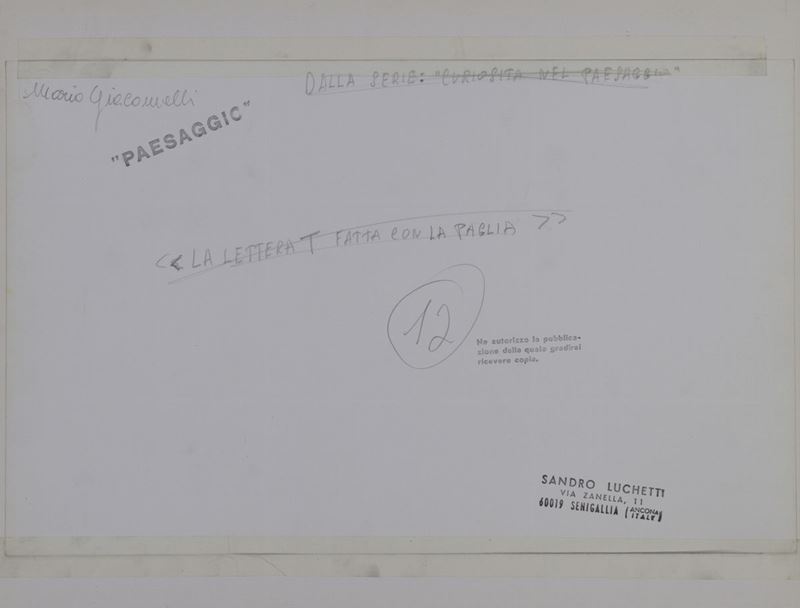 DALLA SERIE: "CURIOSITA NEL PAESAGGIO"
Mario Giacomelli
"PAESAGGIO"
<< LA LETTERA T FATTA CON LA PAGLIA >>
12
Ne autorizzo la pubblica-
zione della quale gradirei
ricevere copia.
SANDRO LUCHETTI
VIA ZANELLA, 11
60019 SENIGALLIA (ANCONA
ITALY)